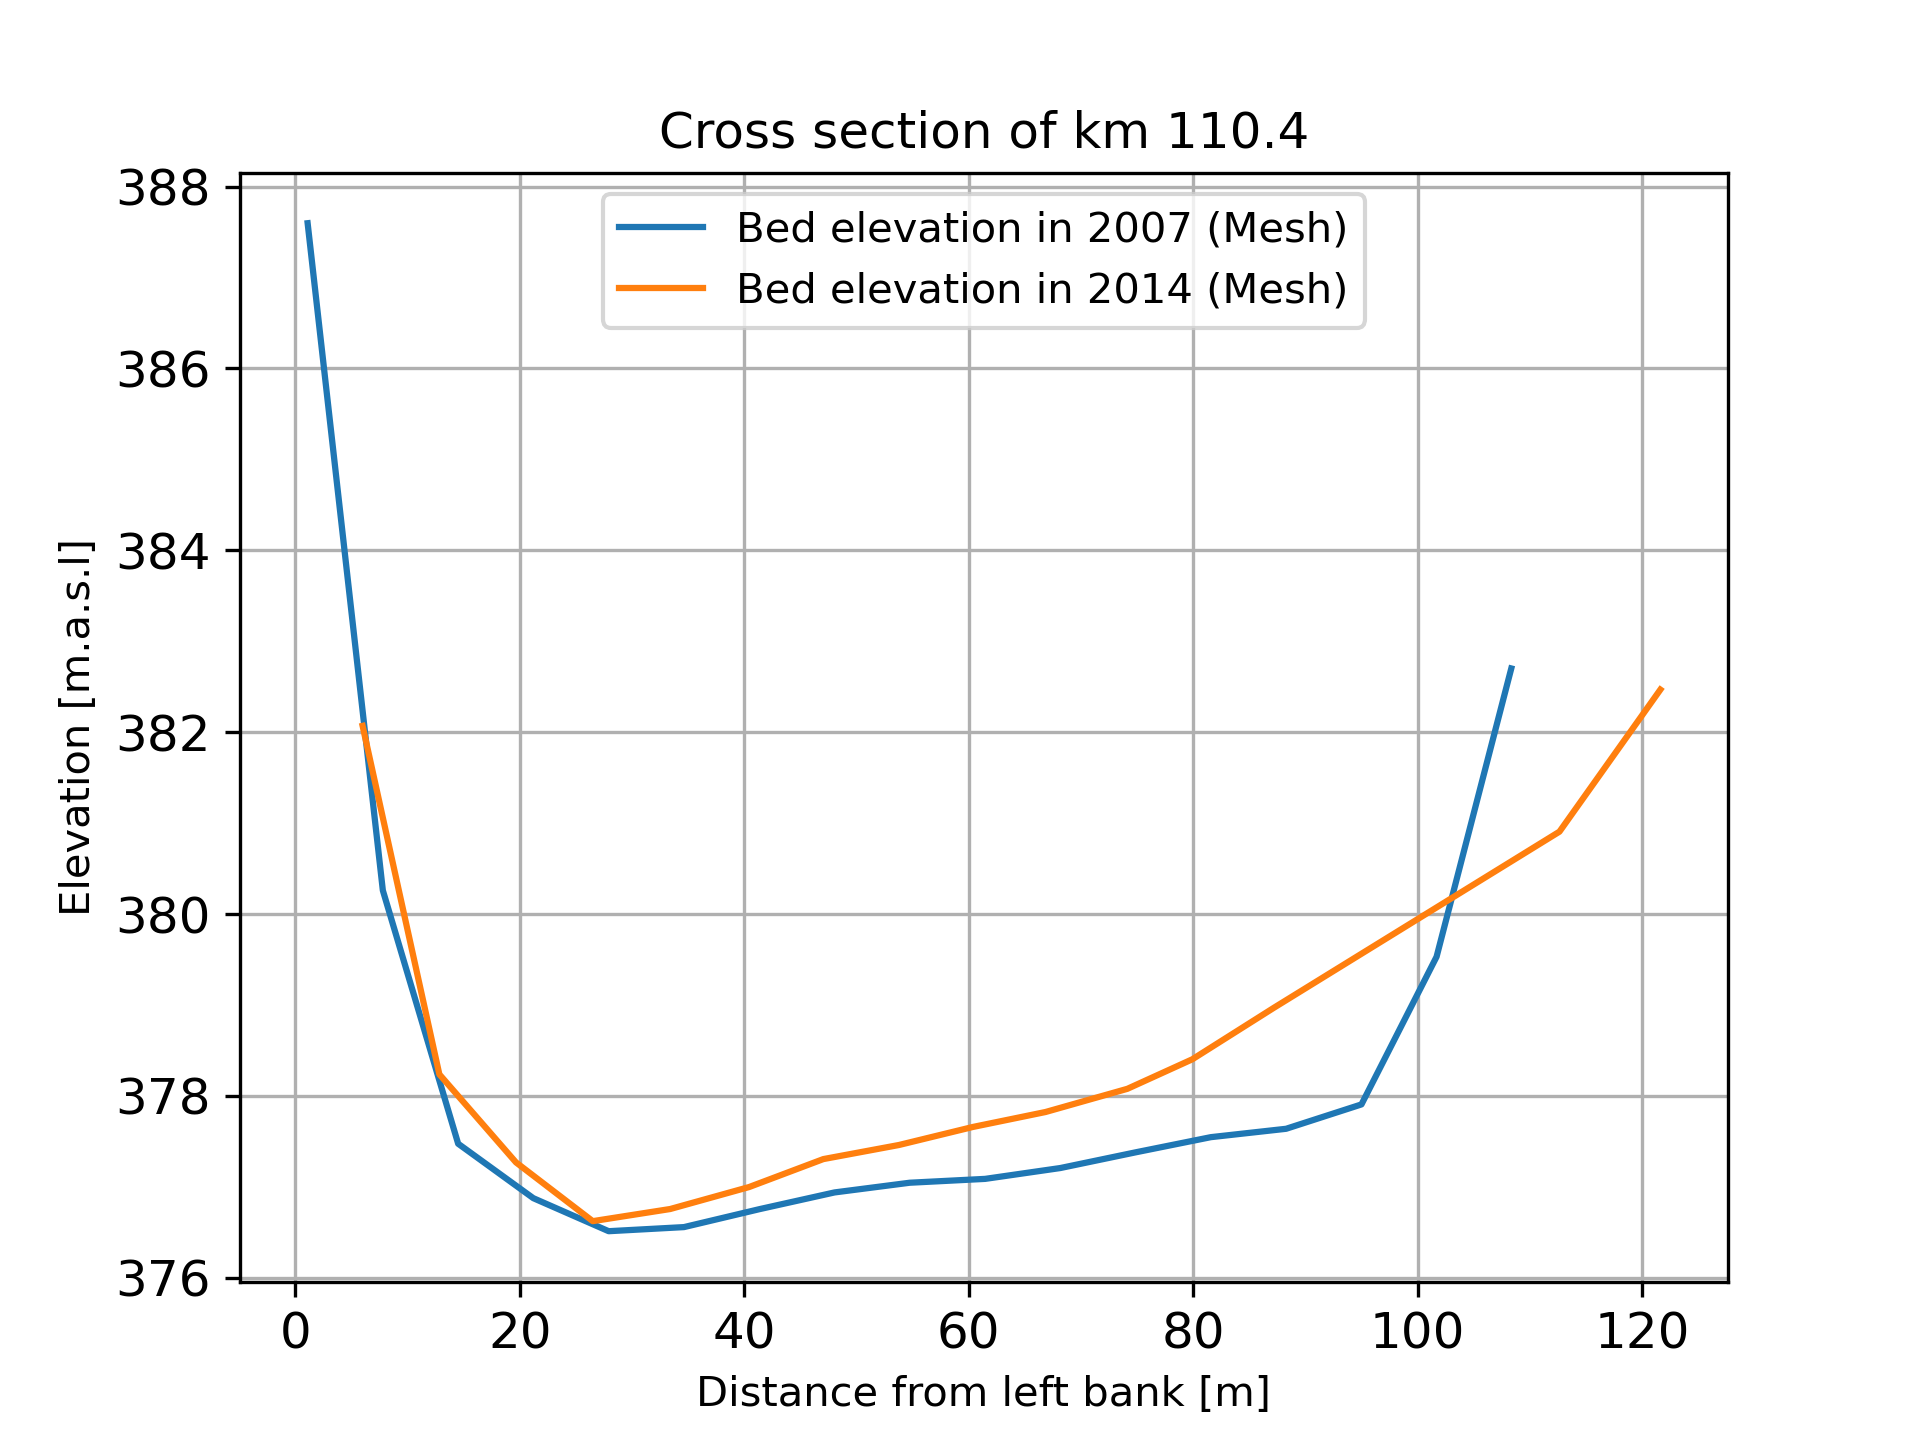 Cross section of km 110.4
Bed elevation in 2007 (Mesh)
Bed elevation in 2014 (Mesh)
Elevation [m.a.s.l]
388
386
384
382
380
378
376
0 20 40 60 80 100 120
Distance from left bank [m]